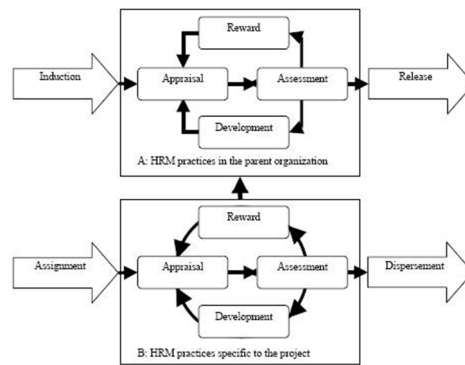 Reward
Induction
Appraisal
Assessment
Release
Development
A: HRM practices in the parent organization
Reward
Assignment
Appraisal
Assessment
Dispersement
Development
B: HRM practices specific to the project